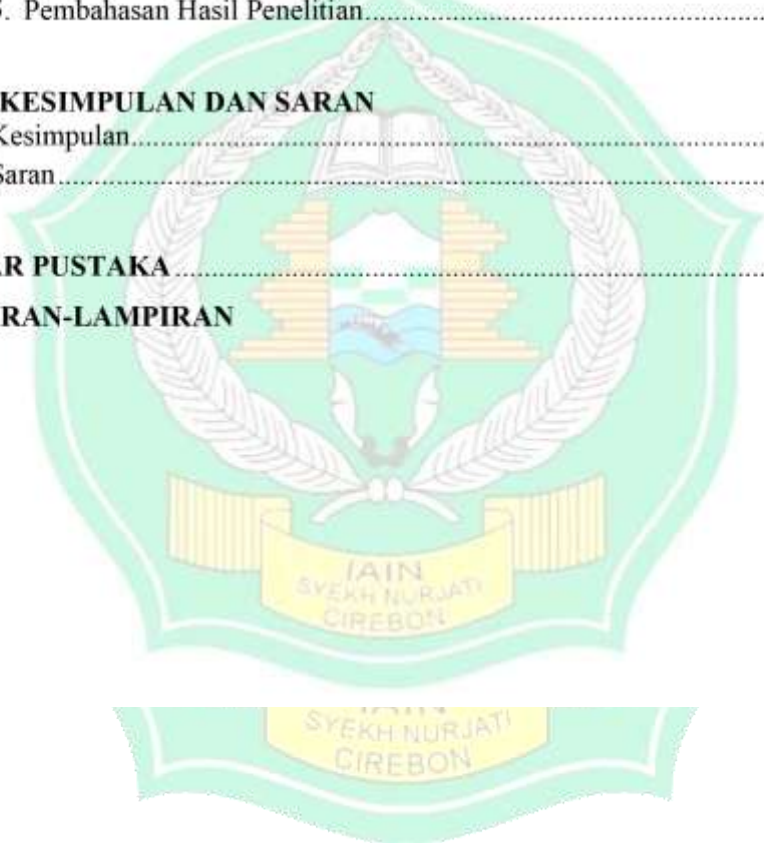 . Pembahasan Hasil Penelitian
KESIMPULAN DAN SARAN
Kesimpulan
Saran
AR PUSTAKA
RAN-LAMPIRAN
IAIN
SYEKH NURJATI
CIREBON
SYEKH NURJATI
CIREBON